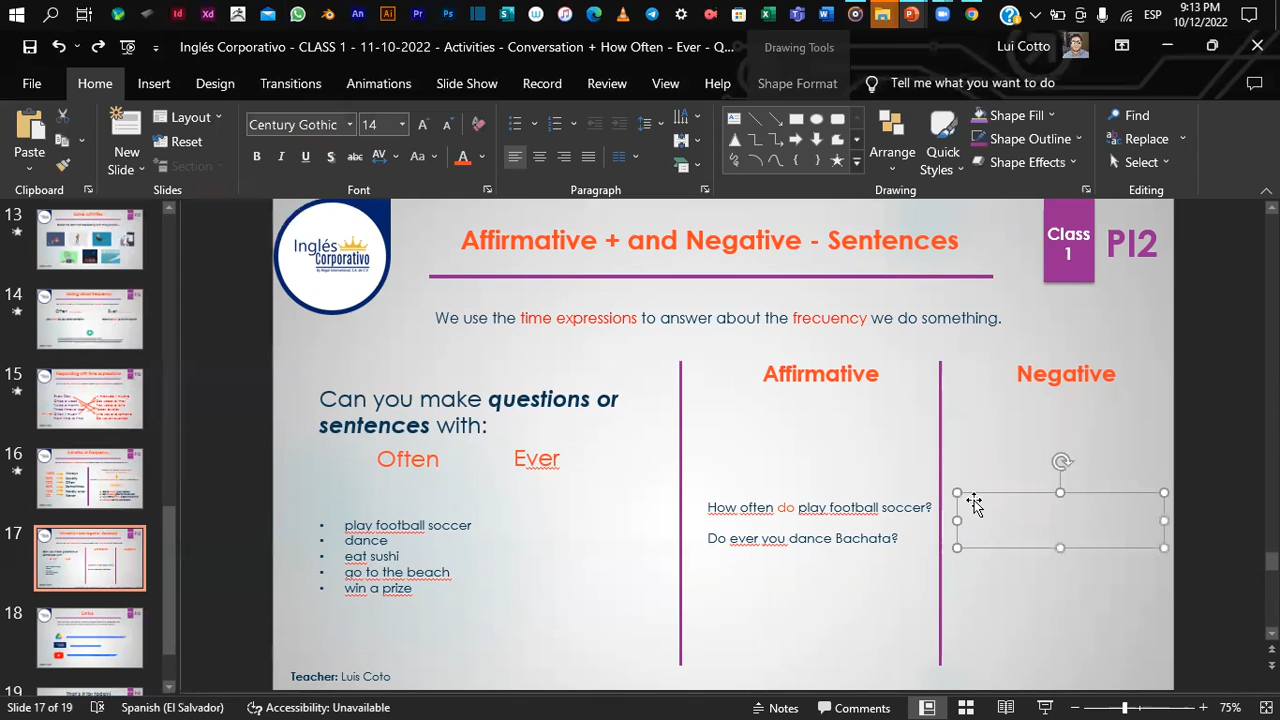 ESP
9:13 PM
10/12/2022
Inglés Corporativo - CLASS 1 - 11-10-2022 - Activities - Conversation + How Often - Ever - Q...
Drawing Tools
Lui Cotto
File
Home
Insert
Design
Transitions
Animations
Slide Show
Record
Review
View
Help
Shape Format
Tell me what you want to do
Paste
New
Slide
Layout
Reset
Section
Century Gothic
14
Arrange
Quick
Styles
Shape Fill
Shape Outline
Shape Effects
Find
Replace
Select
Clipboard
Slides
Font
Paragraph
Drawing
Editing
13
14
15
16
17
18
19
Inglés
Corporativo
By Regal International, S.A. de C.V.
Affirmative + and Negative - Sentences
Class
1
PI2
We use the time expressions to answer about the frecuency we do something.
Can you make questions or
sentences with:
Often
Ever
• play football soccer
• dance
eat sushi
• go to the beach
• win a prize
Affirmative
How often do play football soccer?
Do ever you dance Bachata?
Negative
Teacher: Luis Coto
Slide 17 of 19
Spanish (El Salvador)
Accessibility: Unavailable
Notes
Comments
75%